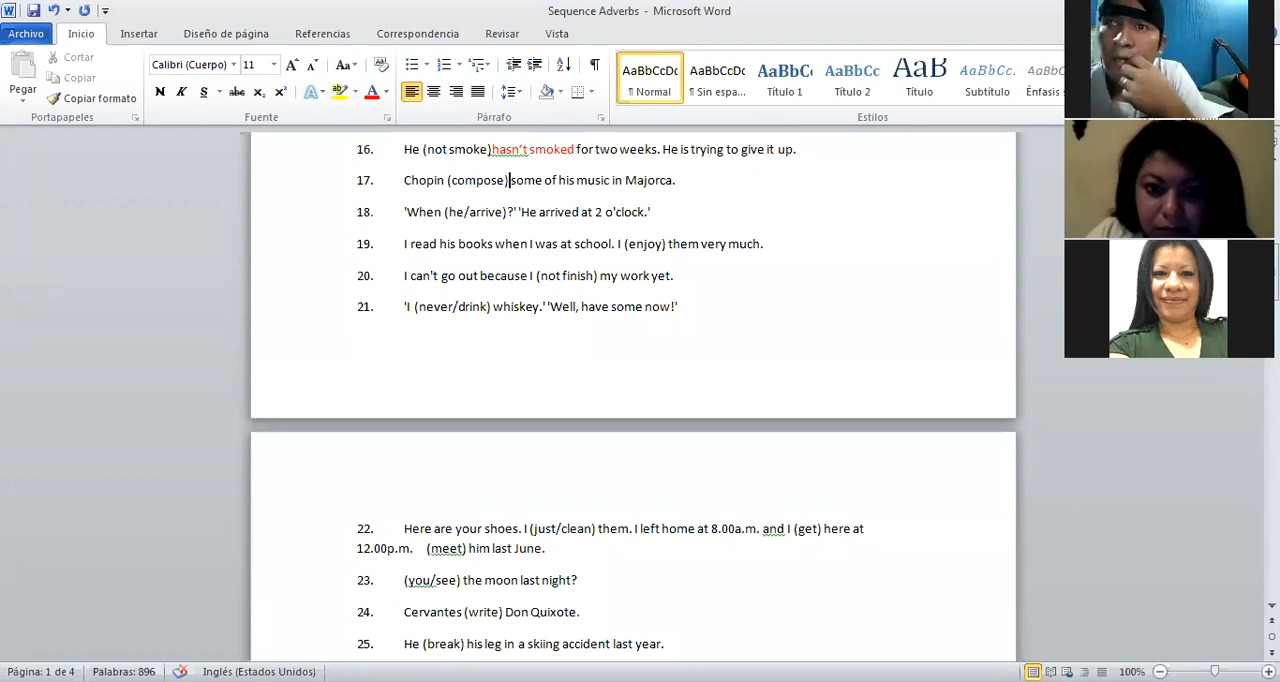 Sequence Adverbs - Microsoft Word
Archivo Inicio Insertar Diseño de página Referencias Correspondencia Revisar Vista
Cortar
Copiar
Copiar formato
Pegar
Portapapeles
Calibri (Cuerpo) 11
Fuente
Párrafo
AaBbCcDc AaBbCcDc AaBbC AaBbCc AaB AaBbCc. AaBbCc
¶ Normal ¶ Sin espa... Título 1 Título 2 Título Subtítulo Énfasis
Estilos
16. He (not smoke)hasn't smoked for two weeks. He is trying to give it up.
17. Chopin (compose) some of his music in Majorca.
18. 'When (he/arrive)?' 'He arrived at 2 o'clock.'
19. I read his books when I was at school. I (enjoy) them very much.
20. I can't go out because I (not finish) my work yet.
21. 'I (never/drink) whiskey.' 'Well, have some now!'
22. Here are your shoes. I (just/clean) them. I left home at 8.00a.m. and I (get) here at
12.00p.m. (meet) him last June.
23. (you/see) the moon last night?
24. Cervantes (write) Don Quixote.
25. He (break) his leg in a skiing accident last year.
Página: 1 de 4 Palabras: 896 Inglés (Estados Unidos) 100%